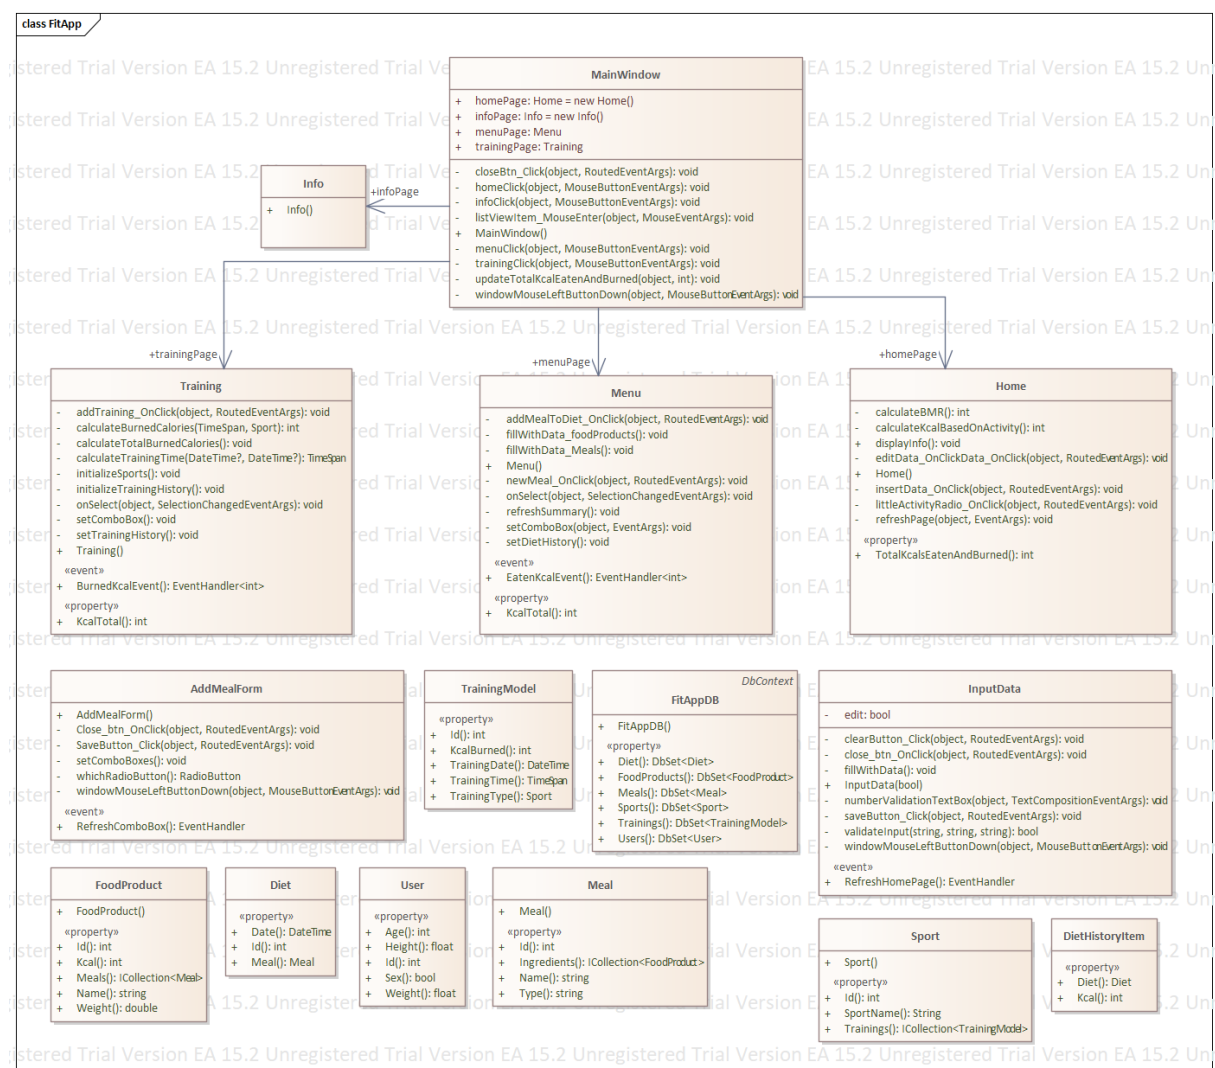 class FitApp
MainWindow
+ homePage: Home = new Home()
+ infoPage: Info = new Info()
+ menuPage: Menu
+ trainingPage: Training
- closeBtn_Click(object, RoutedEventArgs): void
- homeClick(object, MouseButtonEventArgs): void
- infoClick(object, MouseButtonEventArgs): void
- listViewItem_MouseEnter(object, MouseEventArgs): void
+ MainWindow()
- menuClick(object, MouseButtonEventArgs): void
- trainingClick(object, MouseButtonEventArgs): void
- updateTotalKcalEatenAndBurned(object, int): void
- windowMouseLeftButtonDown(object, MouseButtonEventArgs): void
Info
+ Info()
+infoPage
+trainingPage
+menuPage
+homePage
Training
- addTraining_OnClick(object, RoutedEventArgs): void
- calculateBurnedCalories(TimeSpan, Sport): int
- calculateTotalBurnedCalories(): void
- calculateTrainingTime(DateTime?, DateTime?): TimeSpan
- initializeSports(): void
- initializeTrainingHistory(): void
- onSelect(object, SelectionChangedEventArgs): void
- setComboBox(): void
- setTrainingHistory(): void
+ Training()
«event»
+ BurnedKcalEvent(): EventHandler<int>
«property»
+ KcalTotal(): int
Menu
- addMealToDiet_OnClick(object, RoutedEventArgs): void
- fillWithData_foodProducts(): void
- fillWithData_Meals(): void
+ Menu()
- newMeal_OnClick(object, RoutedEventArgs): void
- onSelect(object, SelectionChangedEventArgs): void
- refreshSummary(): void
- setComboBox(object, EventArgs): void
- setDietHistory(): void
«event»
+ EatenKcalEvent(): EventHandler<int>
«property»
+ KcalTotal(): int
Home
- calculateBMR(): int
- calculateKcalBasedOnActivity(): int
+ displayInfo(): void
- editData_OnClickData_OnClick(object, RoutedEventArgs): void
+ Home()
- insertData_OnClick(object, RoutedEventArgs): void
- littleActivityRadio_OnClick(object, RoutedEventArgs): void
- refreshPage(object, EventArgs): void
«property»
+ TotalKcalsEatenAndBurned(): int
AddMealForm
+ AddMealForm()
- Close_btn_OnClick(object, RoutedEventArgs): void
- SaveButton_Click(object, RoutedEventArgs): void
- setComboBoxes(): void
- whichRadioButton(): RadioButton
- windowMouseLeftButtonDown(object, MouseButtonEventArgs): void
«event»
+ RefreshComboBox(): EventHandler
TrainingModel
«property»
+ Id(): int
+ KcalBurned(): int
+ TrainingDate(): DateTime
+ TrainingTime(): TimeSpan
+ TrainingType(): Sport
DbContext
FitAppDB
+ FitAppDB()
«property»
+ Diet(): DbSet<Diet>
+ FoodProducts(): DbSet<FoodProduct>
+ Meals(): DbSet<Meal>
+ Sports(): DbSet<Sport>
+ Trainings(): DbSet<TrainingModel>
+ Users(): DbSet<User>
InputData
- edit: bool
- clearButton_Click(object, RoutedEventArgs): void
- close_btn_OnClick(object, RoutedEventArgs): void
- fillWithData(): void
+ InputData(bool)
- numberValidationTextBox(object, TextCompositionEventArgs): void
- saveButton_Click(object, RoutedEventArgs): void
- validateInput(string, string, string): bool
- windowMouseLeftButtonDown(object, MouseButtonEventArgs): void
«event»
+ RefreshHomePage(): EventHandler
FoodProduct
+ FoodProduct()
«property»
+ Id(): int
+ Kcal(): int
+ Meals(): ICollection<Meal>
+ Name(): string
+ Weight(): double
Diet
«property»
+ Date(): DateTime
+ Id(): int
+ Meal(): Meal
User
«property»
+ Age(): int
+ Height(): float
+ Id(): int
+ Sex(): bool
+ Weight(): float
Meal
+ Meal()
«property»
+ Id(): int
+ Ingredients(): ICollection<FoodProduct>
+ Name(): string
+ Type(): string
Sport
+ Sport()
«property»
+ Id(): int
+ SportName(): String
+ Trainings(): ICollection<TrainingModel>
DietHistoryItem
«property»
+ Diet(): Diet
+ Kcal(): int